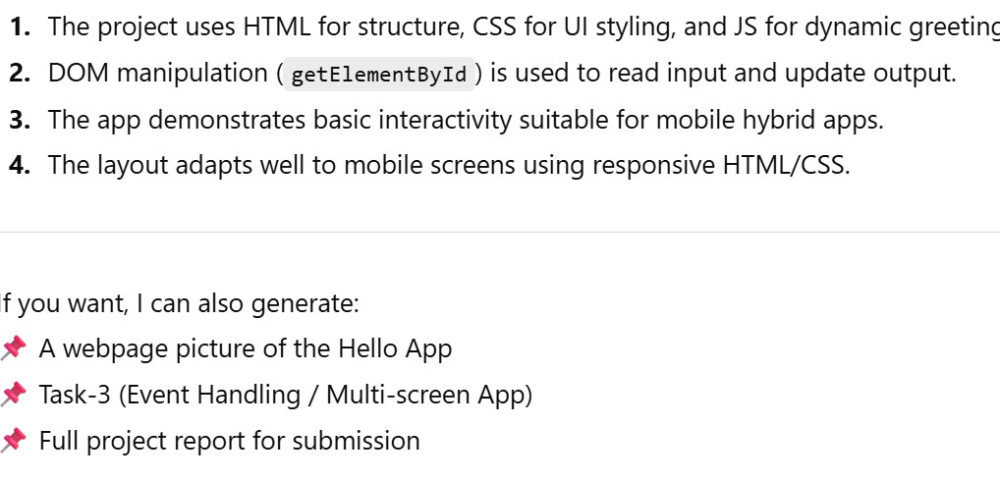 1. The project uses HTML for structure, CSS for UI styling, and JS for dynamic greeting
2. DOM manipulation (getElementById) is used to read input and update output.
3. The app demonstrates basic interactivity suitable for mobile hybrid apps.
4. The layout adapts well to mobile screens using responsive HTML/CSS.
If you want, I can also generate:
📌 A webpage picture of the Hello App
📌 Task-3 (Event Handling / Multi-screen App)
📌 Full project report for submission